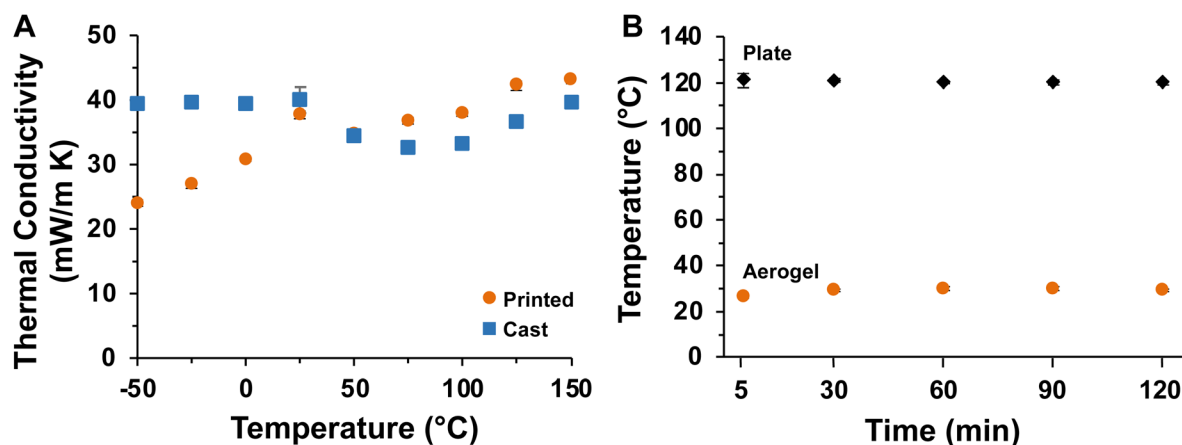 A
Thermal Conductivity
(mW/m K)
50
40
30
20
10
0
-50
0
50
100
150
Temperature (°C)
Printed
Cast
B
Temperature (°C)
140
120
100
80
60
40
20
0
5
30
60
90
120
Time (min)
Plate
Aerogel